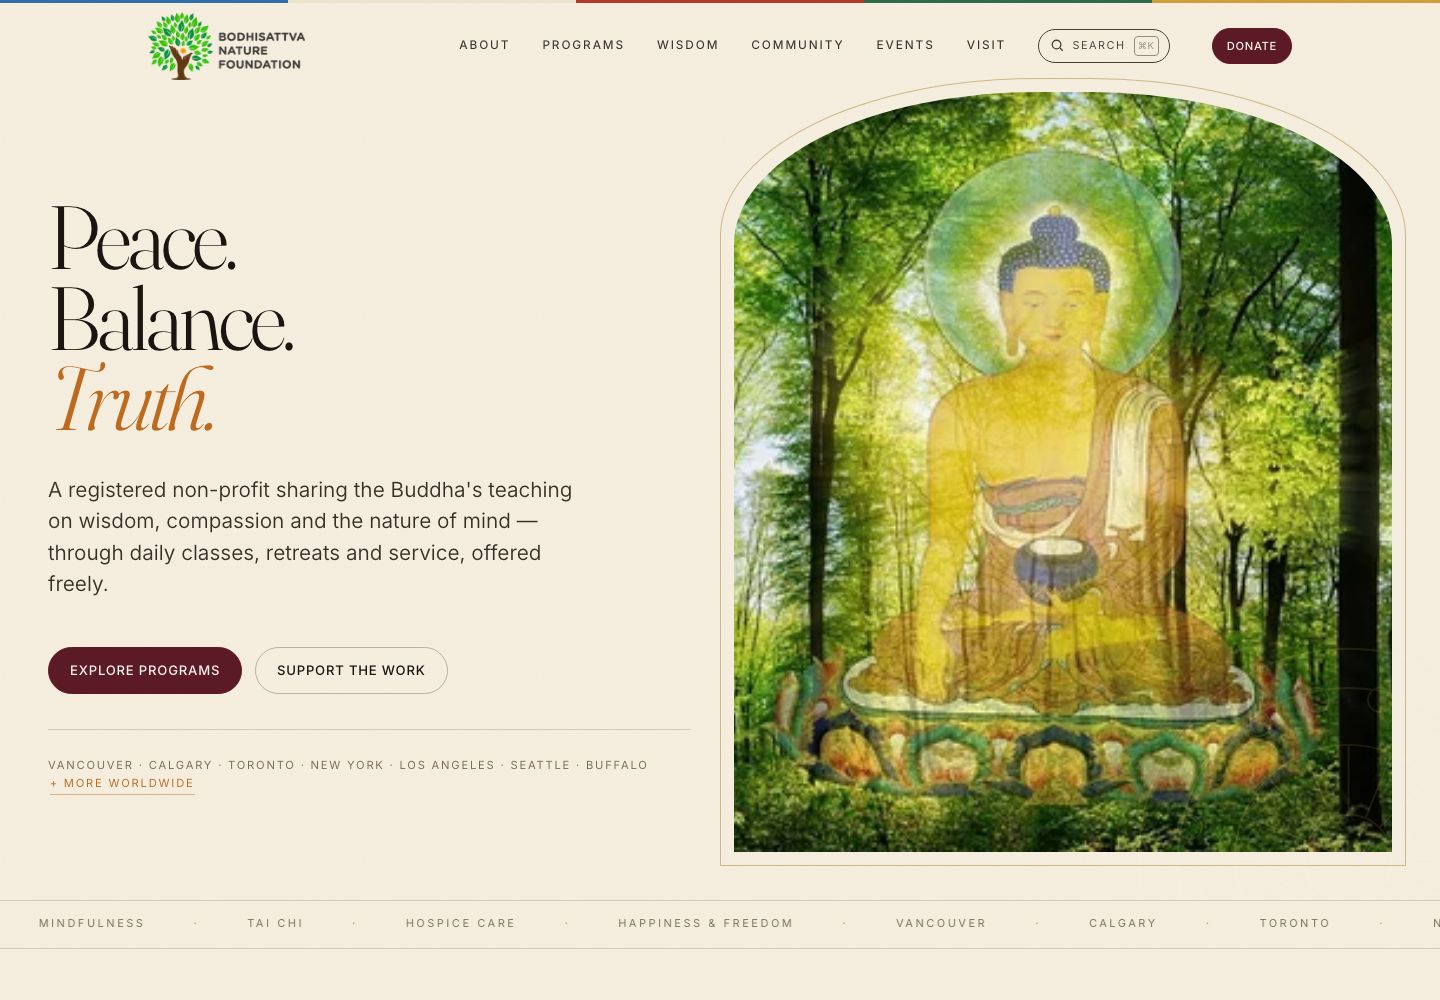 BODHISATTVA
NATURE
FOUNDATION
ABOUT PROGRAMS WISDOM COMMUNITY EVENTS VISIT SEARCH ⌘K DONATE
Peace.
Balance.
Truth.
A registered non-profit sharing the Buddha's teaching
on wisdom, compassion and the nature of mind —
through daily classes, retreats and service, offered
freely.
EXPLORE PROGRAMS SUPPORT THE WORK
VANCOUVER · CALGARY · TORONTO · NEW YORK · LOS ANGELES · SEATTLE · BUFFALO
+ MORE WORLDWIDE
MINDFULNESS · TAI CHI · HOSPICE CARE · HAPPINESS & FREEDOM · VANCOUVER · CALGARY · TORONTO ·